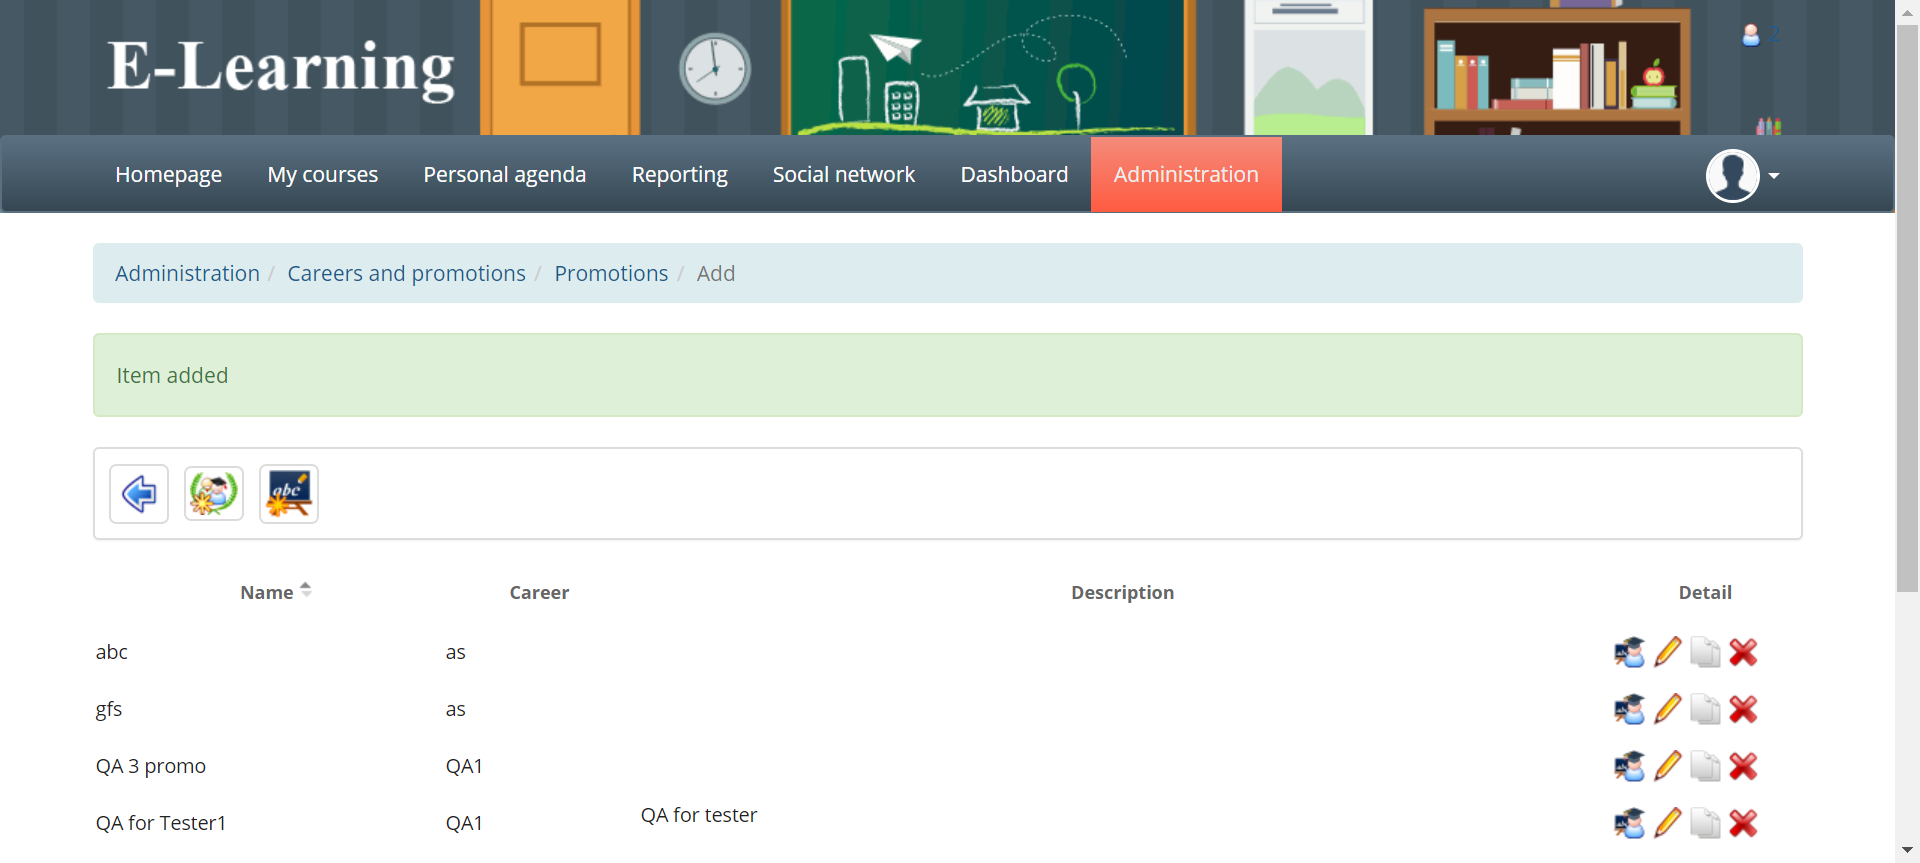 E-Learning
2
Homepage My courses Personal agenda Reporting Social network Dashboard Administration
Administration / Careers and promotions / Promotions / Add
Item added
abc
Name Career Description Detail
abc as
gfs as
QA 3 promo QA1
QA for Tester1 QA1 QA for tester